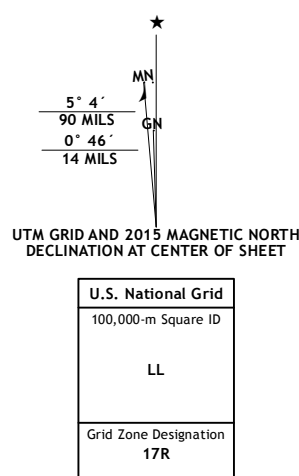 ★
MN
5° 4´
90 MILS
GN
0° 46´
14 MILS
UTM GRID AND 2015 MAGNETIC NORTH
DECLINATION AT CENTER OF SHEET
U.S. National Grid
100,000-m Square ID
LL
Grid Zone Designation
17R